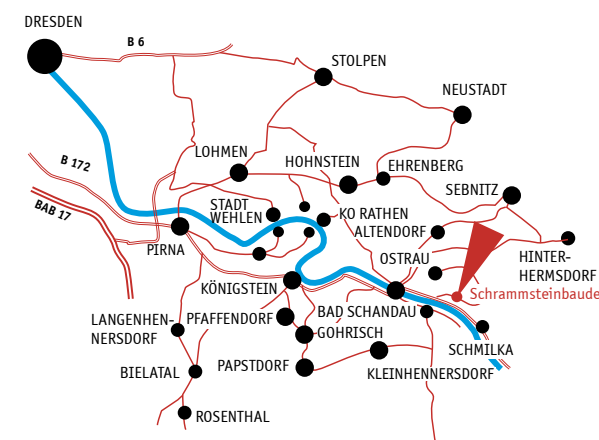 DRESDEN
B 6
STOLPEN
NEUSTADT
B 172
LOHMEN
HOHNSTEIN
EHRENBERG
SEBNITZ
BAB 17
STADT
WEHLEN
KO RATHEN
ALTENDORF
PIRNA
OSTRAU
HINTER-
HERMSDORF
KÖNIGSTEIN
Schrammsteinbaude
LANGENHEN-
NERSDORF
PFAFFENDORF
BAD SCHANDAU
GOHRISCH
SCHMILKA
BIELATAL
PAPSTDORF
KLEINHENNERSDORF
ROSENTHAL